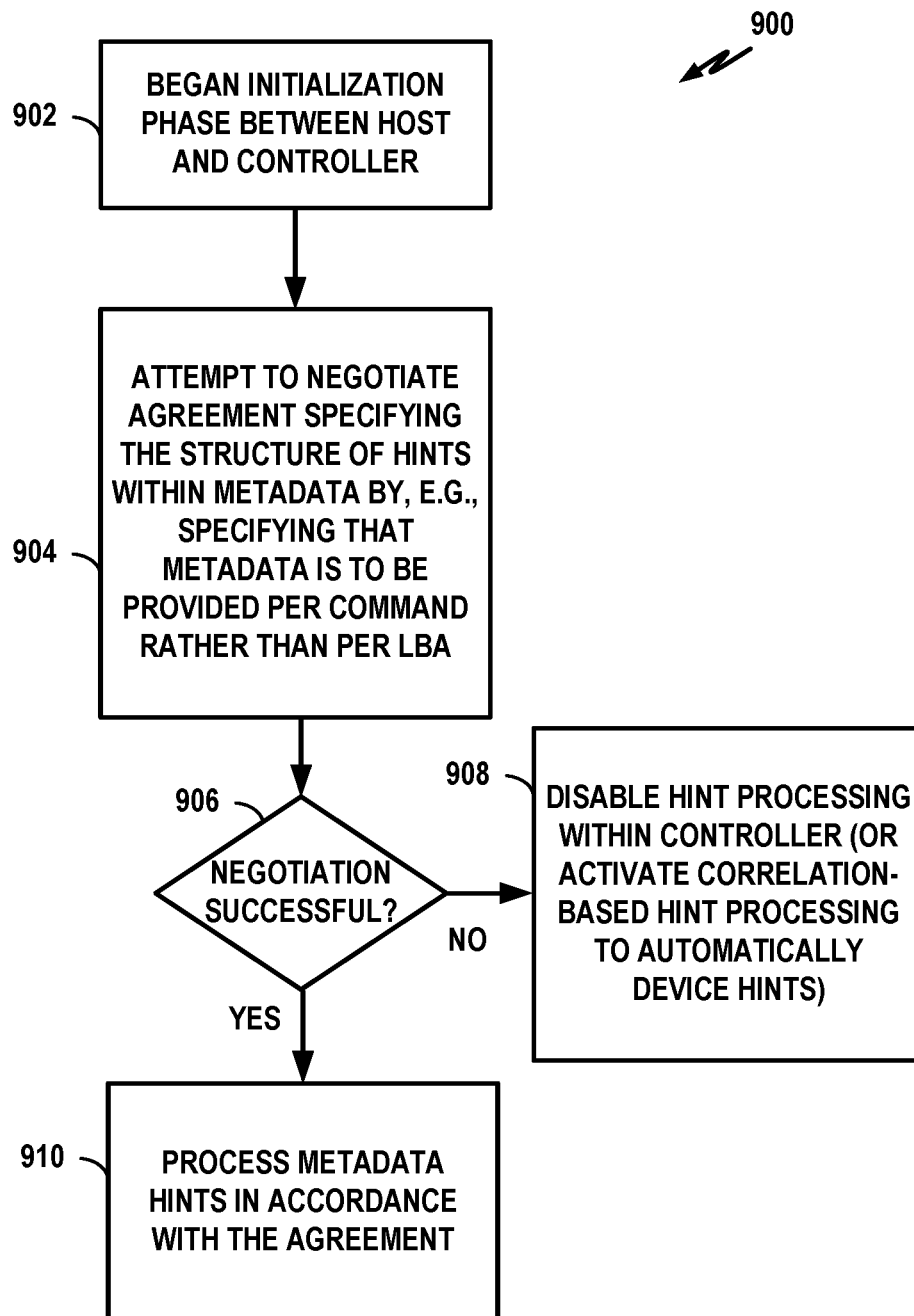 900
902
BEGAN INITIALIZATION
PHASE BETWEEN HOST
AND CONTROLLER
904
ATTEMPT TO NEGOTIATE
AGREEMENT SPECIFYING
THE STRUCTURE OF HINTS
WITHIN METADATA BY, E.G.,
SPECIFYING THAT
METADATA IS TO BE
PROVIDED PER COMMAND
RATHER THAN PER LBA
906
NEGOTIATION
SUCCESSFUL?
NO
YES
908
DISABLE HINT PROCESSING
WITHIN CONTROLLER (OR
ACTIVATE CORRELATION-
BASED HINT PROCESSING
TO AUTOMATICALLY
DEVICE HINTS)
910
PROCESS METADATA
HINTS IN ACCORDANCE
WITH THE AGREEMENT